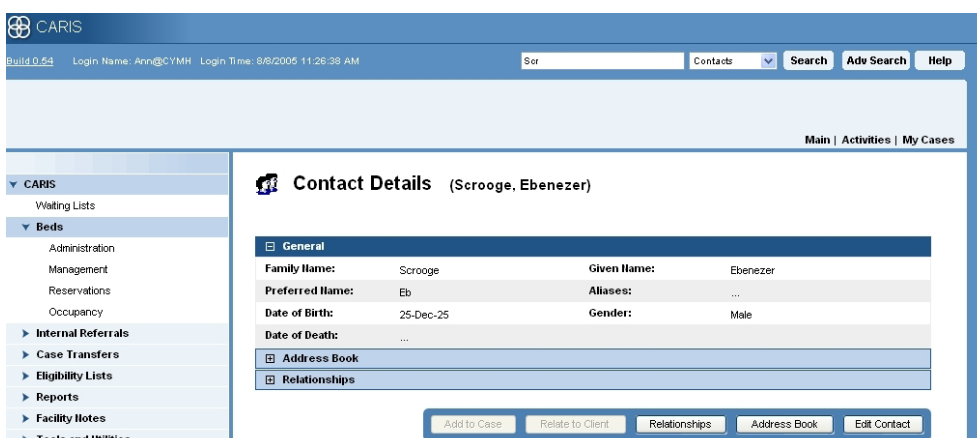 CARIS
Build 0.54 Login Name: Ann@CYMH Login Time: 8/8/2005 11:26:38 AM Scr Contacts Search Adv Search Help
Main | Activities | My Cases
CARIS
Waiting Lists
Beds
Administration
Management
Reservations
Occupancy
Internal Referrals
Case Transfers
Eligibility Lists
Reports
Facility Notes
Tools and Utilities
Contact Details (Scrooge, Ebenezer)
General
Family Name: Scrooge Given Name: Ebenezer
Preferred Name: Eb Aliases: ...
Date of Birth: 25-Dec-25 Gender: Male
Date of Death: ...
Address Book
Relationships
Add to Case Relate to Client Relationships Address Book Edit Contact